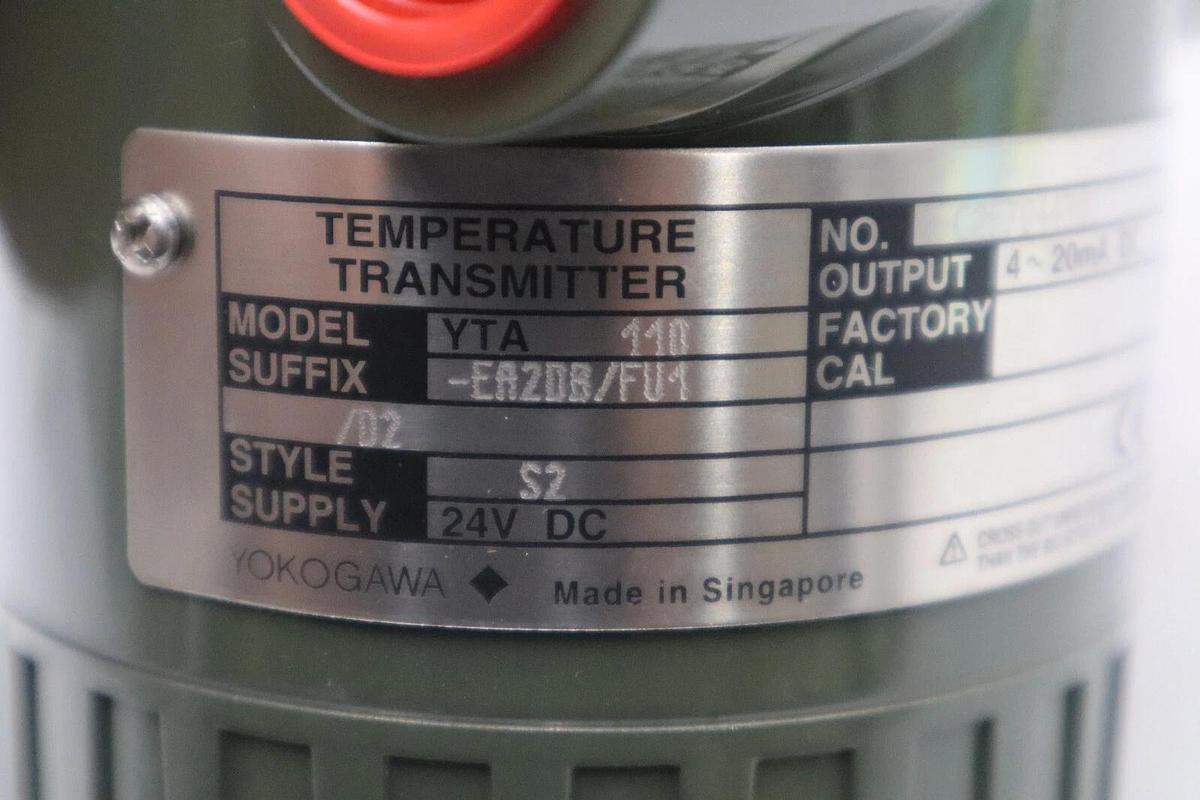 TEMPERATURE
TRANSMITTER
MODEL YTA 110
SUFFIX -EA2DB/FU1
/D2
STYLE S2
SUPPLY 24V DC
YOKOGAWA ◆ Made in Singapore
NO.
OUTPUT 4~20mA
FACTORY
CAL